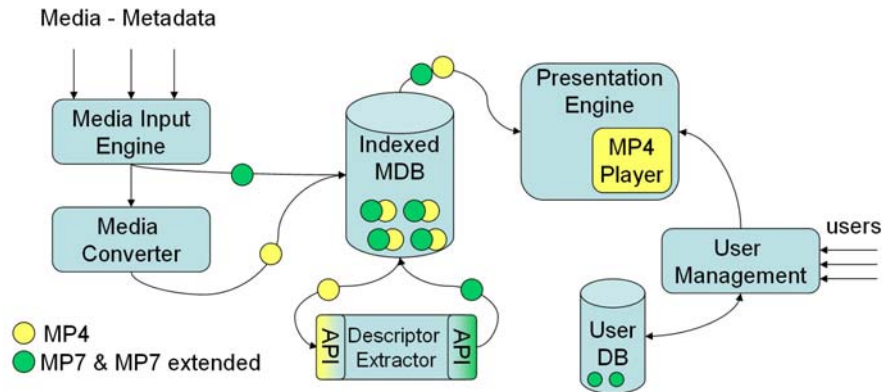 Media - Metadata
Media Input
Engine
Media
Converter
Indexed
MDB
Presentation
Engine
MP4
Player
users
User
Management
User
DB
API
Descriptor
Extractor
API
MP4
MP7 & MP7 extended